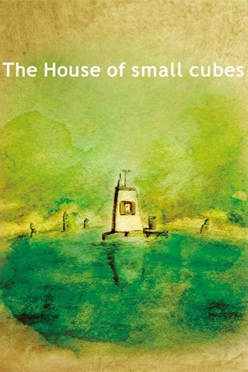 The House of small cubes